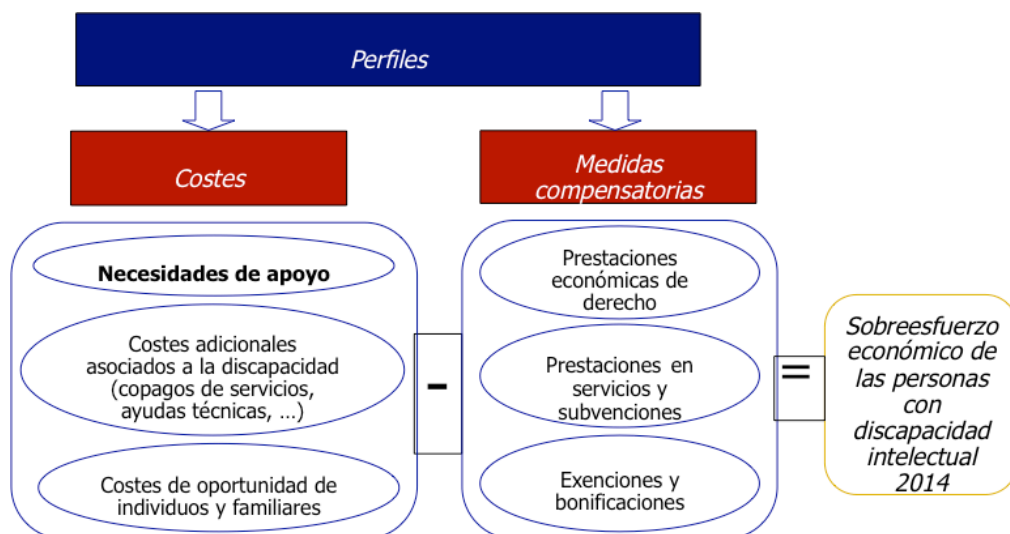 Perfiles
Costes
Medidas
compensatorias
Necesidades de apoyo
Costes adicionales
asociados a la discapacidad
(copagos de servicios,
ayudas técnicas, ...)
Costes de oportunidad de
individuos y familiares
-
Prestaciones
económicas de
derecho
Prestaciones en
servicios y
subvenciones
Exenciones y
bonificaciones
=
Sobreesfuerzo
económico de
las personas
con
discapacidad
intelectual
2014